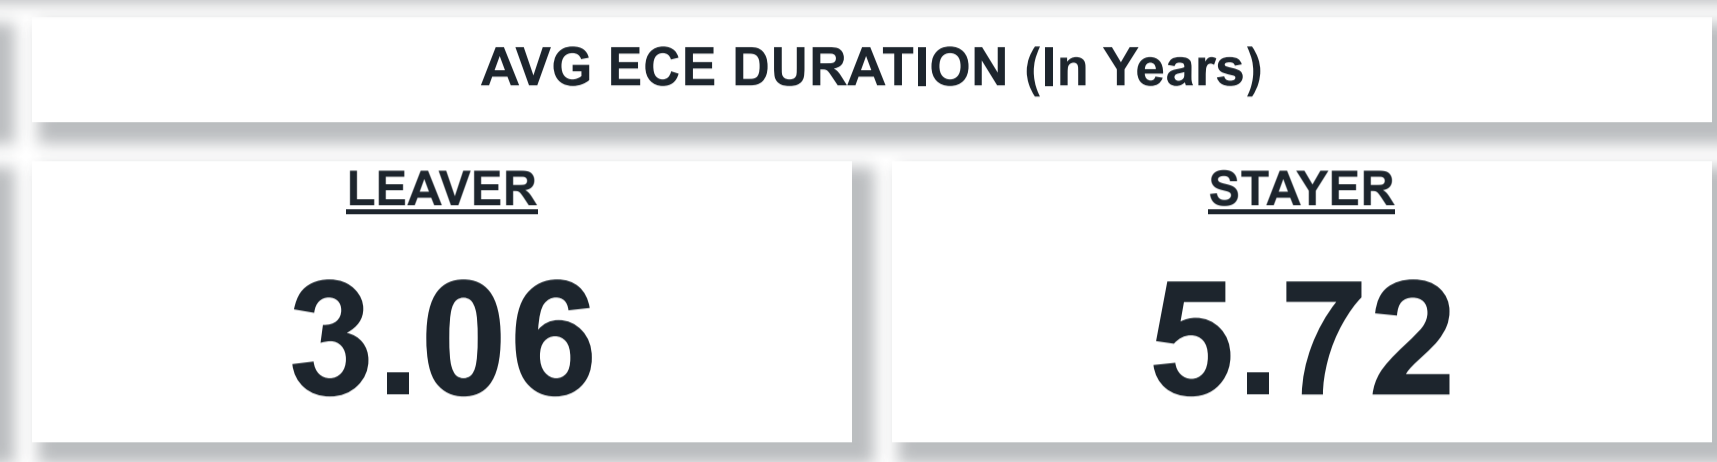 AVG ECE DURATION (In Years)
LEAVER
STAYER
3.06
5.72